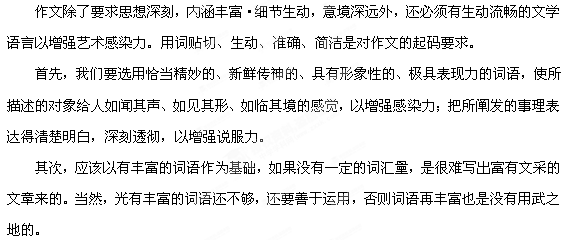 作文除了要求思想深刻，内涵丰富·细节生动，意境深远外，还必须有生动流畅的文学
语言以增强艺术感染力。用词贴切、生动、准确、简洁是对作文的起码要求。
首先，我们要选用恰当精妙的、新鲜传神的、具有形象性的、极具表现力的词语，使所
描述的对象给人如闻其声、如见其形、如临其境的感觉，以增强感染力；把所阐发的事理表
达得清楚明白，深刻透彻，以增强说服力。
其次，应该以有丰富的词语作为基础，如果没有一定的词汇量，是很难写出富有文采的
文章来的。当然，光有丰富的词语还不够，还要善于运用，否则词语再丰富也是没有用武之
地的。